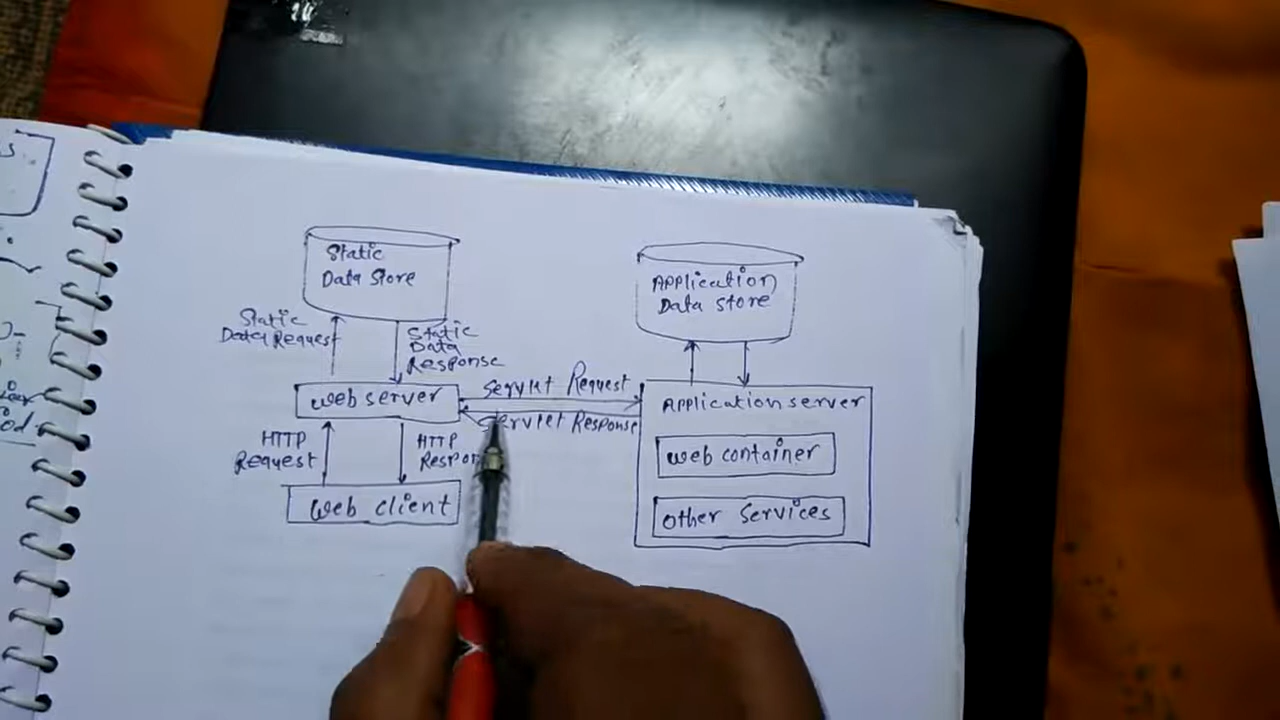 Static
Data Store
Application
Data store
Static
Data Request
Static
Data
Response
web server
Servlet Request
Servlet Response
Application server
web container
other services
HTTP
Request
HTTP
web client